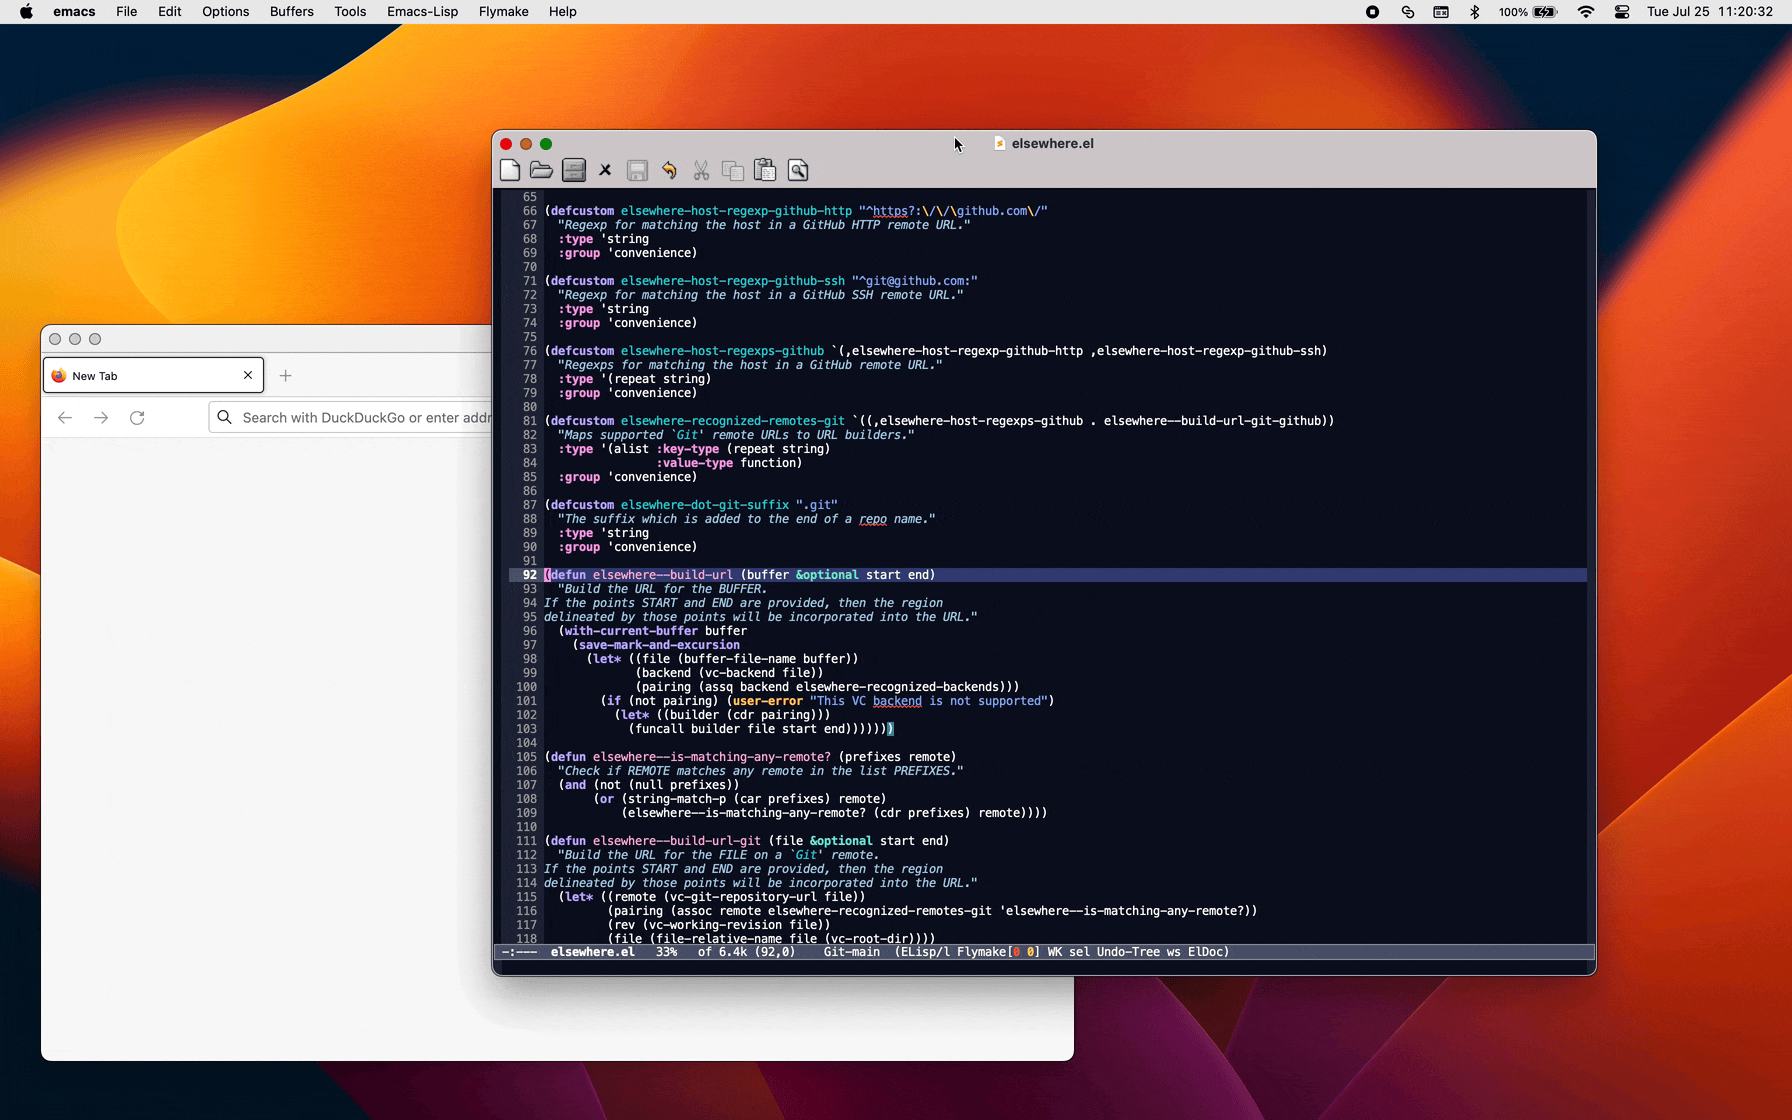 emacs File Edit Options Buffers Tools Emacs-Lisp Flymake Help 100% Tue Jul 25 11:20:32
elsewhere.el
65
66 (defcustom elsewhere-host-regexp-github-http "^https?:\/\/\github.com\/"
67   "Regexp for matching the host in a GitHub HTTP remote URL."
68   :type 'string
69   :group 'convenience)
70
71 (defcustom elsewhere-host-regexp-github-ssh "^git@github.com:"
72   "Regexp for matching the host in a GitHub SSH remote URL."
73   :type 'string
74   :group 'convenience)
75
76 (defcustom elsewhere-host-regexps-github `(,elsewhere-host-regexp-github-http ,elsewhere-host-regexp-github-ssh)
77   "Regexps for matching the host in a GitHub remote URL."
78   :type '(repeat string)
79   :group 'convenience)
80
81 (defcustom elsewhere-recognized-remotes-git `((,elsewhere-host-regexps-github . elsewhere--build-url-git-github))
82   "Maps supported `Git' remote URLs to URL builders."
83   :type '(alist :key-type (repeat string)
84                 :value-type function)
85   :group 'convenience)
86
87 (defcustom elsewhere-dot-git-suffix ".git"
88   "The suffix which is added to the end of a repo name."
89   :type 'string
90   :group 'convenience)
91
92 (defun elsewhere--build-url (buffer &optional start end)
93   "Build the URL for the BUFFER.
94 If the points START and END are provided, then the region
95 delineated by those points will be incorporated into the URL."
96   (with-current-buffer buffer
97     (save-mark-and-excursion
98       (let* ((file (buffer-file-name buffer))
99              (backend (vc-backend file))
100              (pairing (assq backend elsewhere-recognized-backends)))
101         (if (not pairing) (user-error "This VC backend is not supported")
102           (let* ((builder (cdr pairing)))
103             (funcall builder file start end)))))))
104
105 (defun elsewhere--is-matching-any-remote? (prefixes remote)
106   "Check if REMOTE matches any remote in the list PREFIXES."
107   (and (not (null prefixes))
108        (or (string-match-p (car prefixes) remote)
109            (elsewhere--is-matching-any-remote? (cdr prefixes) remote))))
110
111 (defun elsewhere--build-url-git (file &optional start end)
112   "Build the URL for the FILE on a `Git' remote.
113 If the points START and END are provided, then the region
114 delineated by those points will be incorporated into the URL."
115   (let* ((remote (vc-git-repository-url file))
116          (pairing (assoc remote elsewhere-recognized-remotes-git 'elsewhere--is-matching-any-remote?))
117          (rev (vc-working-revision file))
118          (file (file-relative-name file (vc-root-dir))))
-:--- elsewhere.el 33% of 6.4k (92,0) Git-main (ELisp/l Flymake[0 0] WK sel Undo-Tree ws ElDoc)
New Tab
Search with DuckDuckGo or enter addr